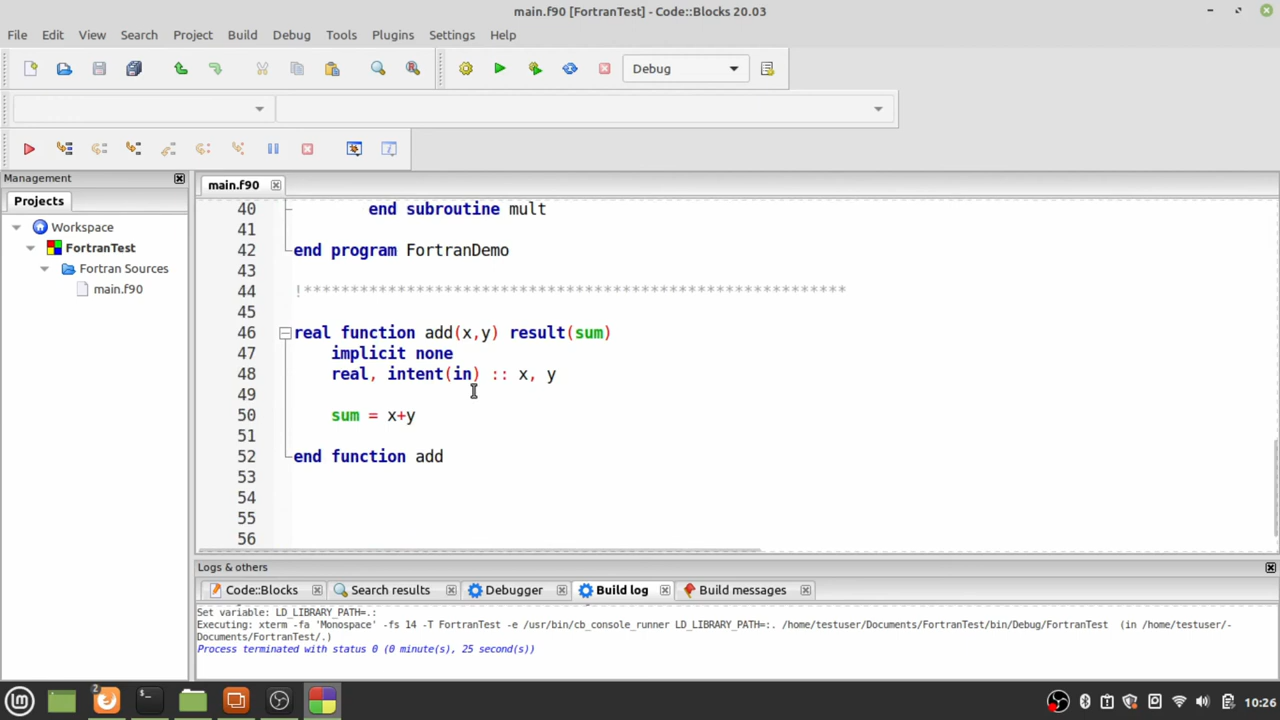 main.f90 [FortranTest] - Code::Blocks 20.03
File Edit View Search Project Build Debug Tools Plugins Settings Help
Debug
Management
main.f90
Projects
Workspace
FortranTest
Fortran Sources
main.f90
40 end subroutine mult
41
42 end program FortranDemo
43
44 !**********************************************************
45
46 real function add(x,y) result(sum)
47 implicit none
48 real, intent(in) :: x, y
49
50 sum = x+y
51
52 end function add
53
54
55
56
Logs & others
Code::Blocks Search results Debugger Build log Build messages
Set variable: LD_LIBRARY_PATH=.:
Executing: xterm -fa 'Monospace' -fs 14 -T FortranTest -e /usr/bin/cb_console_runner LD_LIBRARY_PATH=:. /home/testuser/Documents/FortranTest/bin/Debug/FortranTest (in /home/testuser/-
Documents/FortranTest/.)
Process terminated with status 0 (0 minute(s), 25 second(s))
2
10:26